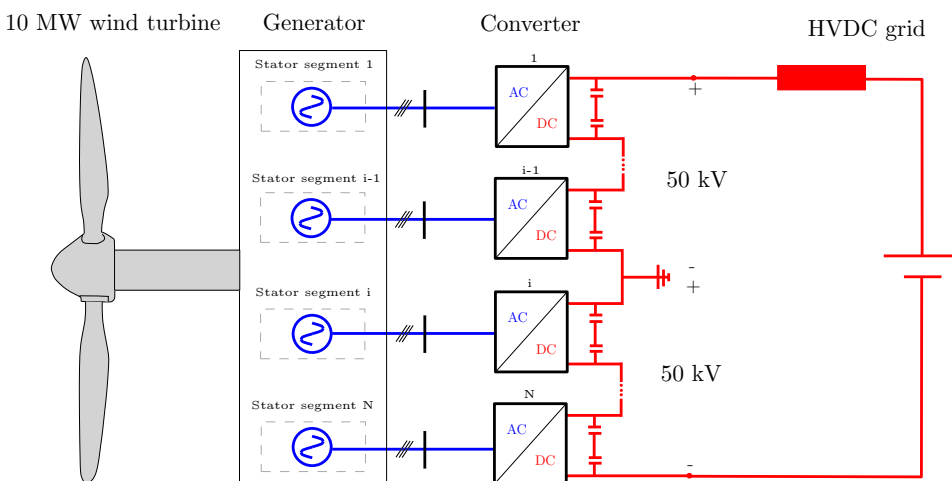 10 MW wind turbine
Generator
Converter
HVDC grid
Stator segment 1
1
AC
DC
+
50 kV
Stator segment i-1
i-1
AC
DC
-
+
Stator segment i
i
AC
DC
50 kV
Stator segment N
N
AC
DC
-